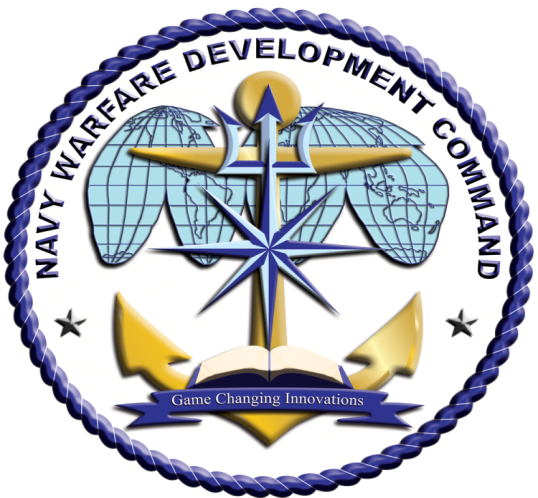 NAVY WARFARE DEVELOPMENT COMMAND
Game Changing Innovations